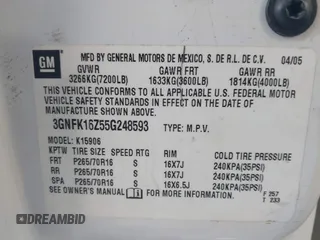 GM
MFD BY GENERAL MOTORS DE MEXICO, S. DE R.L. DE C.V. 04/05
GVWR GAWR FRT GAWR RR
3266KG(7200LB) 1633KG(3600LB) 1814KG(4000LB)
THIS VEHICLE CONFORMS TO ALL APPLICABLE U.S. FEDERAL MOTOR VEHICLE SAFETY STANDARDS IN EFFECT ON THE DATE OF MANUFACTURE SHOWN ABOVE.
3GNFK16Z55G248593 TYPE: M.P.V.
MODEL: K15906
KPTW TIRE SIZE SPEED RTG RIM COLD TIRE PRESSURE
FRT P265/70R16 S 16X7J 240KPA(35PSI)
RR P265/70R16 S 16X7J 240KPA(35PSI)
SPA P265/70R16 S 16X6.5J 240KPA(35PSI)
SEE OWNER'S MANUAL FOR MORE INFORMATION. F 257
T 233
DREAMBID